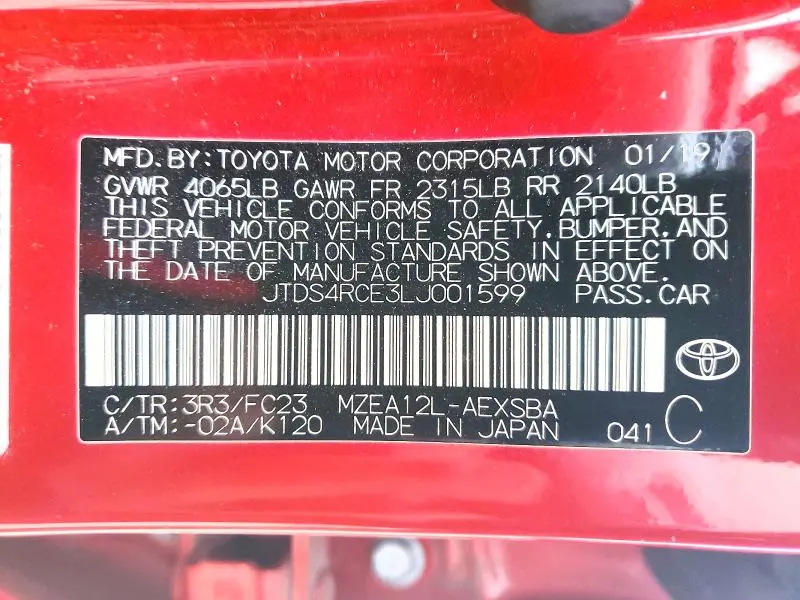 MFD.BY:TOYOTA MOTOR CORPORATION 01/19
GVWR 4065LB GAWR FR 2315LB RR 2140LB
THIS VEHICLE CONFORMS TO ALL APPLICABLE
FEDERAL MOTOR VEHICLE SAFETY,BUMPER,AND
THEFT PREVENTION STANDARDS IN EFFECT ON
THE DATE OF MANUFACTURE SHOWN ABOVE.
JTDS4RCE3LJ001599 PASS.CAR
C/TR:3R3/FC23 MZEA12L-AEXSBA
A/TM:-02A/K120 MADE IN JAPAN 041 C